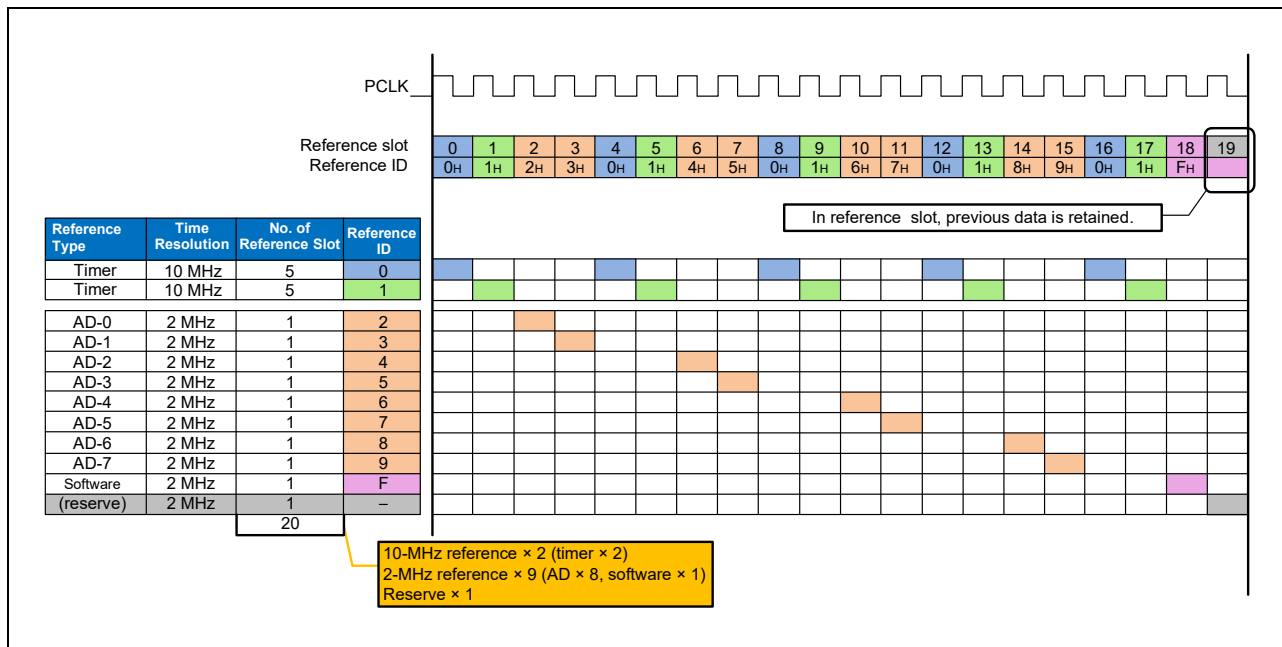 PCLK
Reference slot 0 1 2 3 4 5 6 7 8 9 10 11 12 13 14 15 16 17 18 19
Reference ID 0H 1H 2H 3H 0H 1H 4H 5H 0H 1H 6H 7H 0H 1H 8H 9H 0H 1H FH
In reference slot, previous data is retained.
Reference Type Time Resolution No. of Reference Slot Reference ID
Timer 10 MHz 5 0
Timer 10 MHz 5 1
AD-0 2 MHz 1 2
AD-1 2 MHz 1 3
AD-2 2 MHz 1 4
AD-3 2 MHz 1 5
AD-4 2 MHz 1 6
AD-5 2 MHz 1 7
AD-6 2 MHz 1 8
AD-7 2 MHz 1 9
Software 2 MHz 1 F
(reserve) 2 MHz 1 –
20
10-MHz reference × 2 (timer × 2)
2-MHz reference × 9 (AD × 8, software × 1)
Reserve × 1